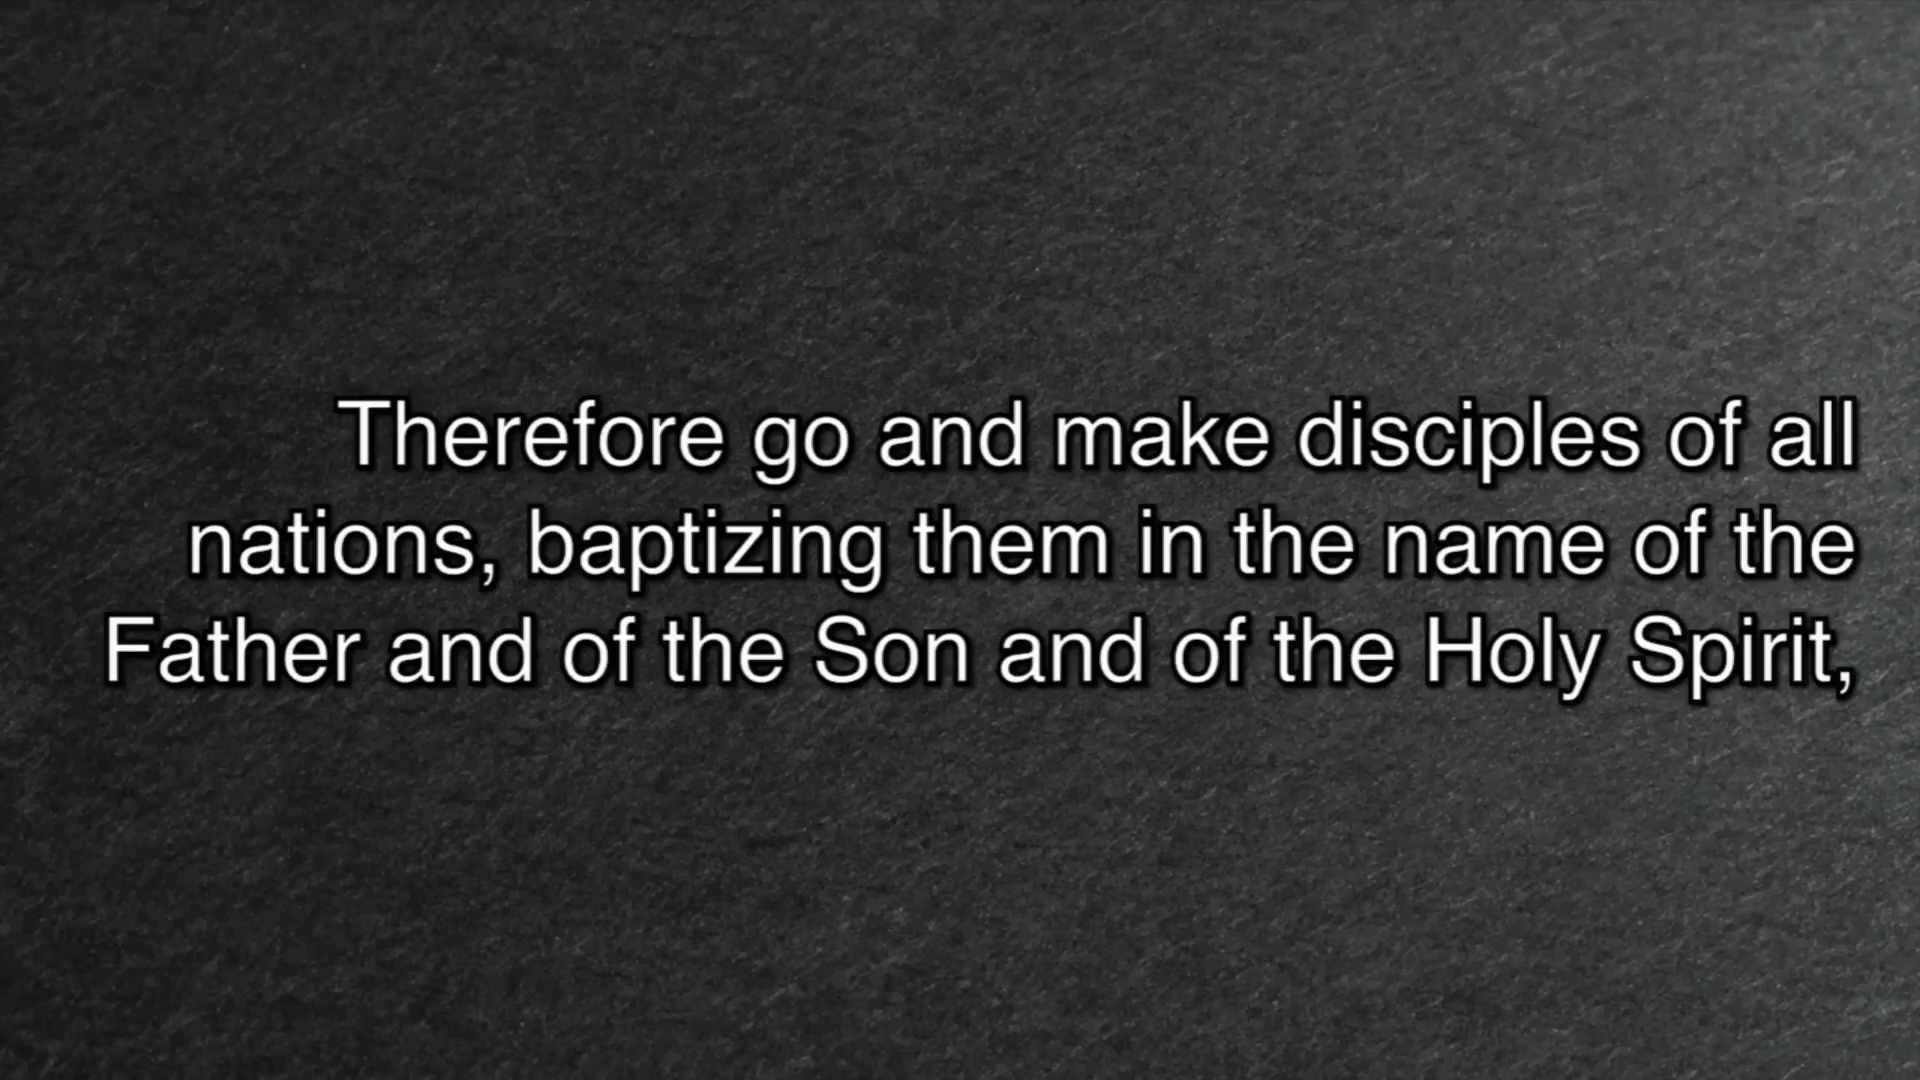 Therefore go and make disciples of all
nations, baptizing them in the name of the
Father and of the Son and of the Holy Spirit,